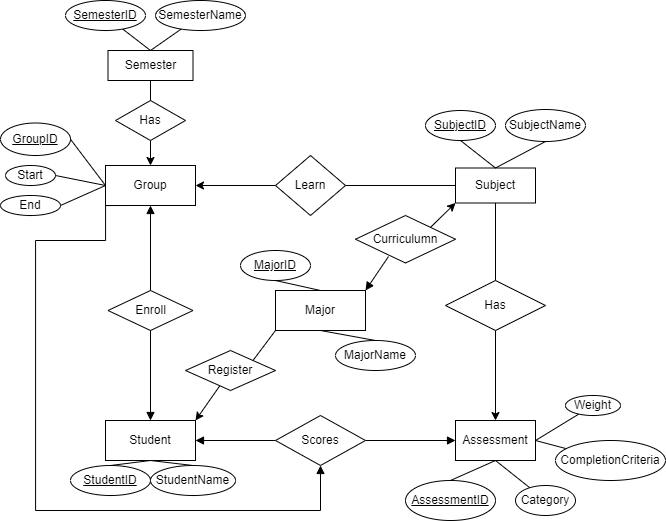 SemesterID
SemesterName
Semester
Has
GroupID
SubjectID
SubjectName
Start
Group
Learn
Subject
End
Curriculumn
MajorID
Enroll
Major
Has
MajorName
Register
Weight
Student
Scores
Assessment
CompletionCriteria
StudentID
StudentName
AssessmentID
Category